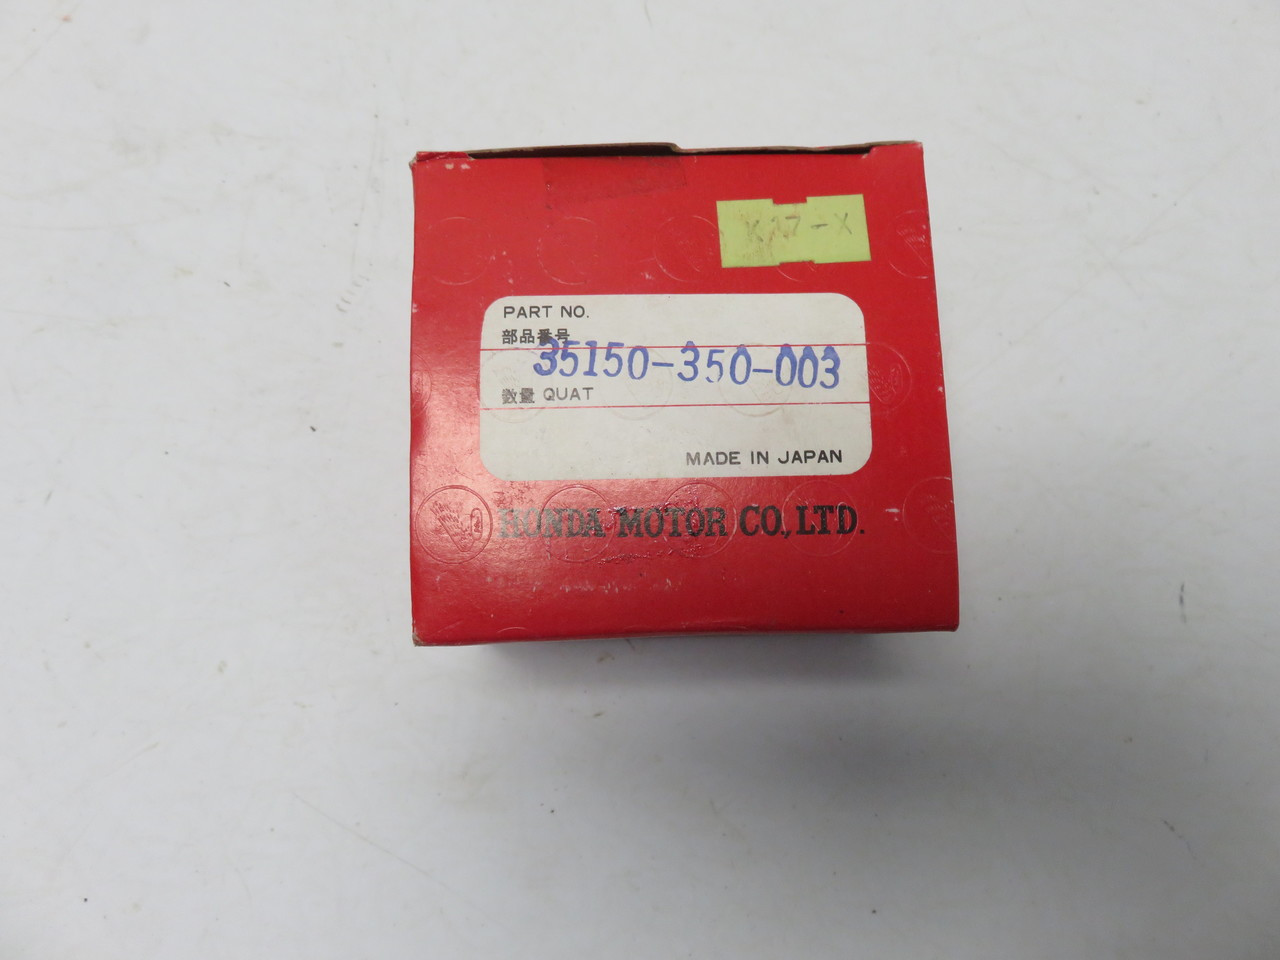 K17-X
PART NO.
部品番号
35150-350-003
数量 QUAT
MADE IN JAPAN
HONDA MOTOR CO., LTD.